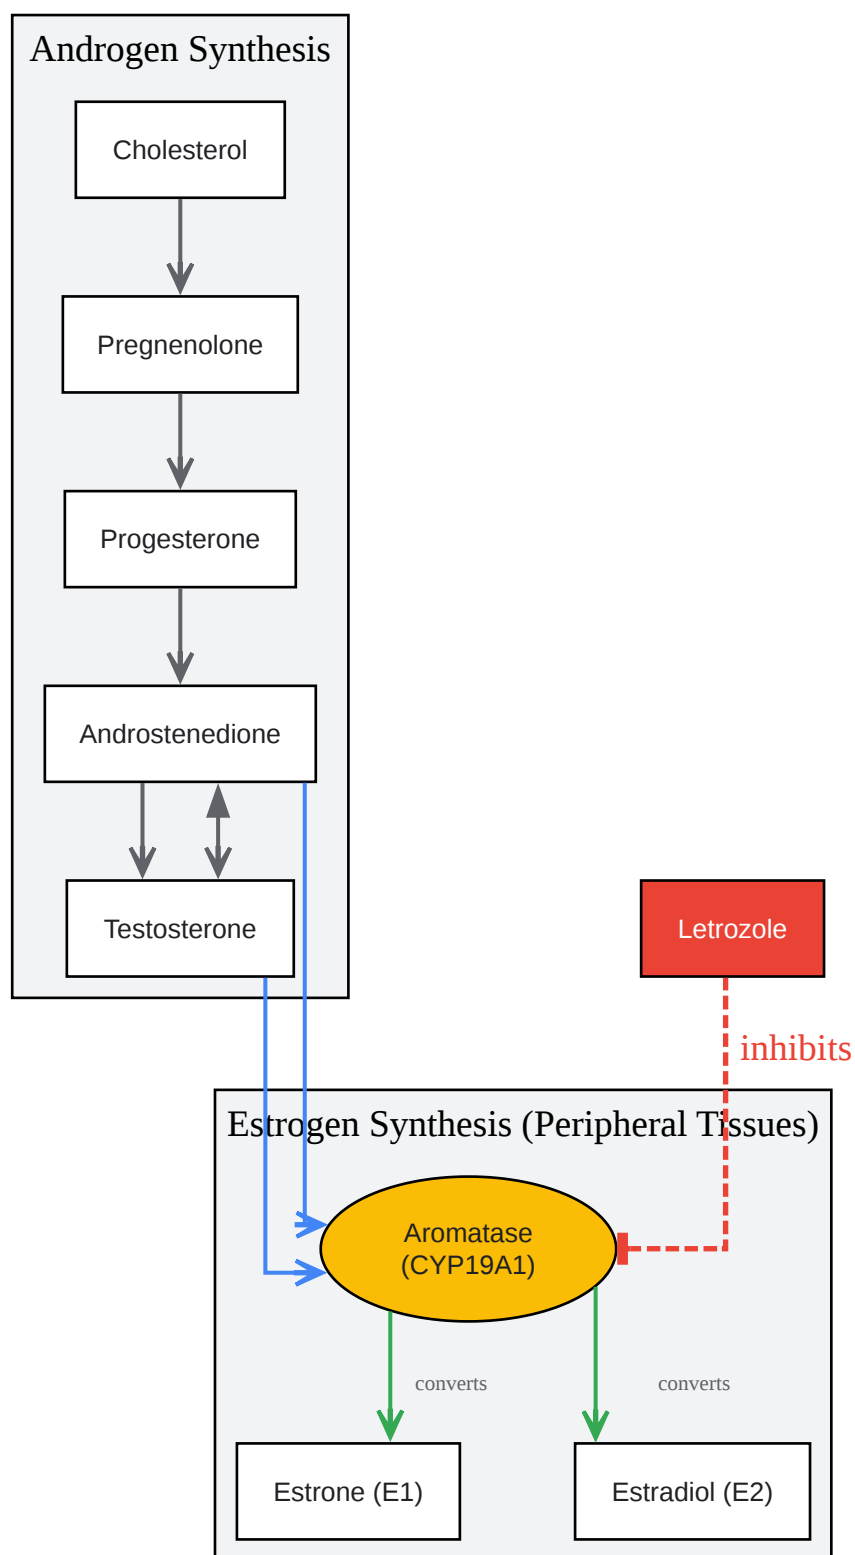 Androgen Synthesis
Cholesterol
Pregnenolone
Progesterone
Androstenedione
Testosterone
Letrozole
inhibits
Estrogen Synthesis (Peripheral Tissues)
Aromatase
(CYP19A1)
converts
converts
Estrone (E1)
Estradiol (E2)